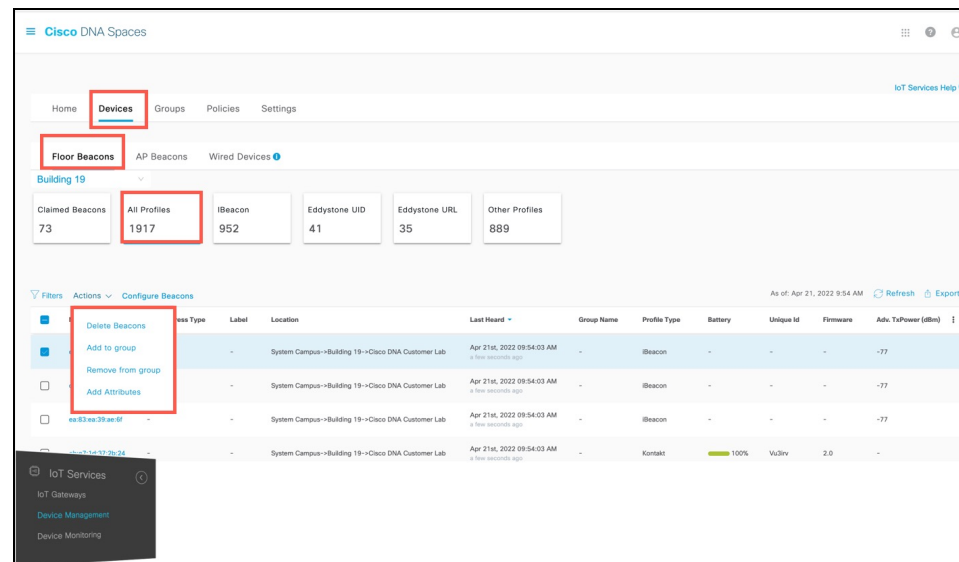 Cisco DNA Spaces
IoT Services Help
Home Devices Groups Policies Settings
Floor Beacons AP Beacons Wired Devices
Building 19
Claimed Beacons All Profiles IBeacon Eddystone UID Eddystone URL Other Profiles
73 1917 952 41 35 889
Filters Actions Configure Beacons As of: Apr 21, 2022 9:54 AM Refresh Export
Label Location Last Heard Group Name Profile Type Battery Unique Id Firmware Adv. TxPower (dBm)
Delete Beacons
Add to group
Remove from group
Add Attributes
- System Campus->Building 19->Cisco DNA Customer Lab Apr 21st, 2022 09:54:03 AM - iBeacon - - - -77
a few seconds ago
- System Campus->Building 19->Cisco DNA Customer Lab Apr 21st, 2022 09:54:03 AM - iBeacon - - - -77
a few seconds ago
ea:83:ea:39:ae:6f - - System Campus->Building 19->Cisco DNA Customer Lab Apr 21st, 2022 09:54:03 AM - iBeacon - - - -77
a few seconds ago
- - System Campus->Building 19->Cisco DNA Customer Lab Apr 21st, 2022 09:54:03 AM - Kontakt 100% Vu3irv 2.0 -
a few seconds ago
IoT Services
IoT Gateways
Device Management
Device Monitoring